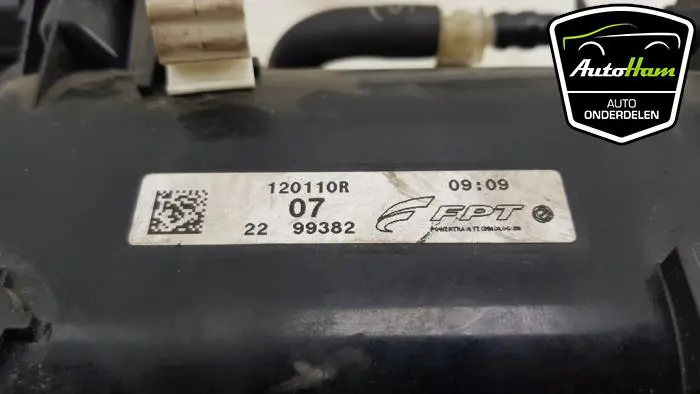 120110R 09:09
07
22 99382
FPT
POWERTRAIN TECHNOLOGIES
AutoHam
AUTO
ONDERDELEN